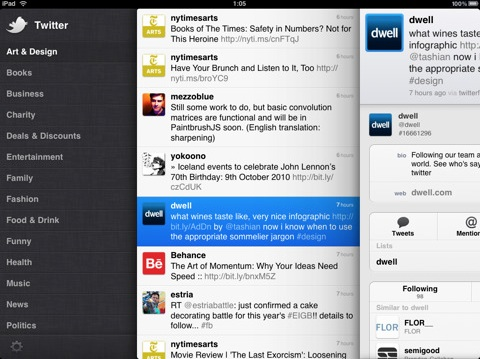 iPad
1:05
Twitter
Art & Design
Books
Business
Charity
Deals & Discounts
Entertainment
Family
Fashion
Food & Drink
Funny
Health
Music
News
Politics
nytimesarts
6 hours
Books of The Times: Safety in Numbers? Not for
This Heroine http://nyti.ms/cnFTqJ
nytimesarts
6 hours
Have Your Brunch and Listen to It, Too http://
nyti.ms/broYC9
mezzoblue
6 hours
Still some work to do, but basic convolution
matrices are functional and will be in
PaintbrushJS soon. (English translation:
sharpening)
yokoono
6 hours
» Iceland events to celebrate John Lennon's
70th Birthday: 9th October 2010 http://bit.ly/
czCdUK
dwell
7 hours
what wines taste like, very nice infographic http://
bit.ly/AdDn by @tashian now i know when to use
the appropriate sommelier jargon #design
Bē
Behance
7 hours
The Art of Momentum: Why Your Ideas Need
Speed :: http://bit.ly/bnxM5Z
estria
7 hours
RT @estriabattle: just confirmed a cake
decorating battle for this year's #EIGB!! details to
follow... #fb
nytimesarts
7 hours
Movie Review | 'The Last Exorcism': Loosening
dwell
dwell
what wines taste
infographic http
@tashian now i
the appropriate
#design
7 hours ago via twitterf
dwell
dwell
@dwell
#16661296
bio
Following our team a
world. See who's say
twitter
web
dwell.com
Tweets
@
Mention
Lists
dwell
Following
98
Similar to dwell
FLOR
FLOR__
semigood